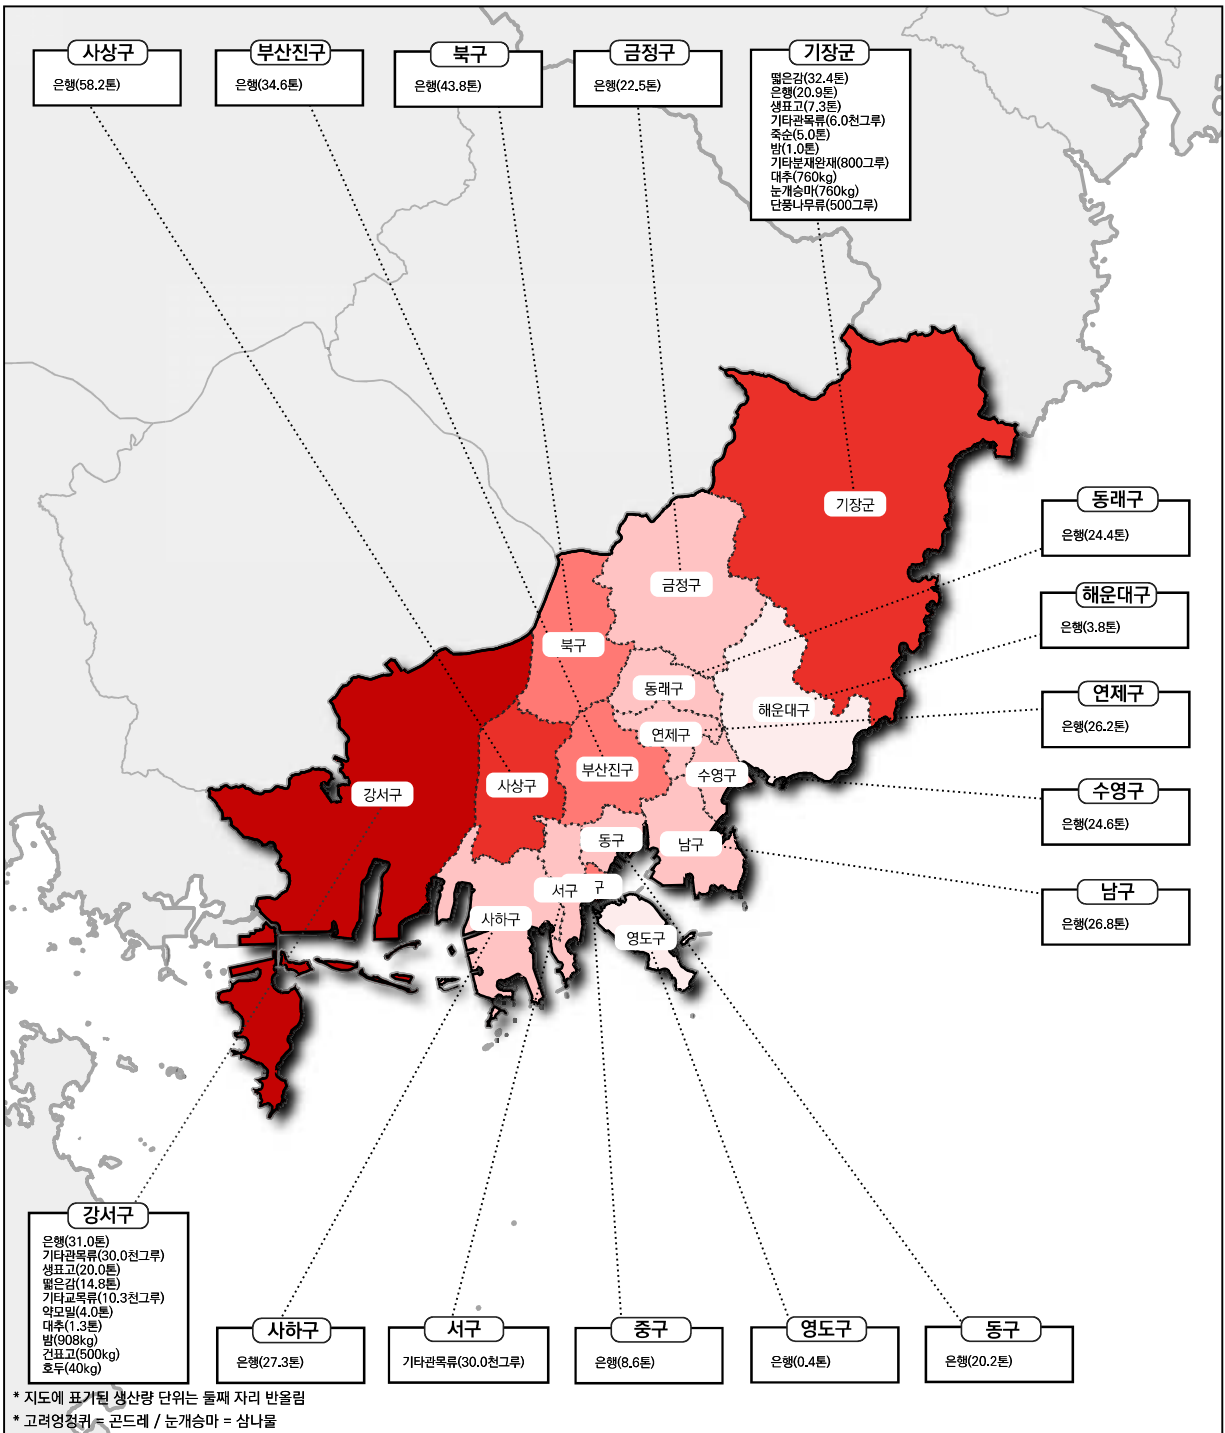 사상구
은행(58.2톤)
부산진구
은행(34.6톤)
북구
은행(43.8톤)
금정구
은행(22.5톤)
기장군
떫은감(32.4톤)
은행(20.9톤)
생표고(7.3톤)
기타관목류(6.0천그루)
죽순(5.0톤)
밤(1.0톤)
기타분재완재(800그루)
대추(760kg)
눈개승마(760kg)
단풍나무류(500그루)
동래구
은행(24.4톤)
해운대구
은행(3.8톤)
연제구
은행(26.2톤)
수영구
은행(24.6톤)
남구
은행(26.8톤)
기장군
금정구
북구
동래구
해운대구
연제구
부산진구
수영구
사상구
강서구
동구
남구
서구
구
사하구
영도구
강서구
은행(31.0톤)
기타관목류(30.0천그루)
생표고(20.0톤)
떫은감(14.8톤)
기타교목류(10.3천그루)
약모밀(4.0톤)
대추(1.3톤)
밤(908kg)
건표고(500kg)
호두(40kg)
사하구
은행(27.3톤)
서구
기타관목류(30.0천그루)
중구
은행(8.6톤)
영도구
은행(0.4톤)
동구
은행(20.2톤)
* 지도에 표기된 생산량 단위는 둘째 자리 반올림
* 고려엉겅퀴 = 곤드레 / 눈개승마 = 삼나물